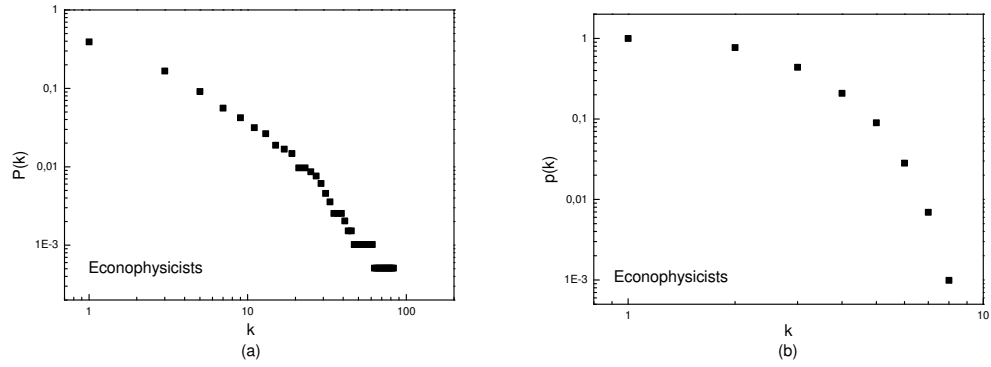 1
0,1
0,01
1E-3
P(k)
Econophysicists
1 10 100
k
(a)
1
0,1
0,01
1E-3
p(k)
Econophysicists
1 10
k
(b)